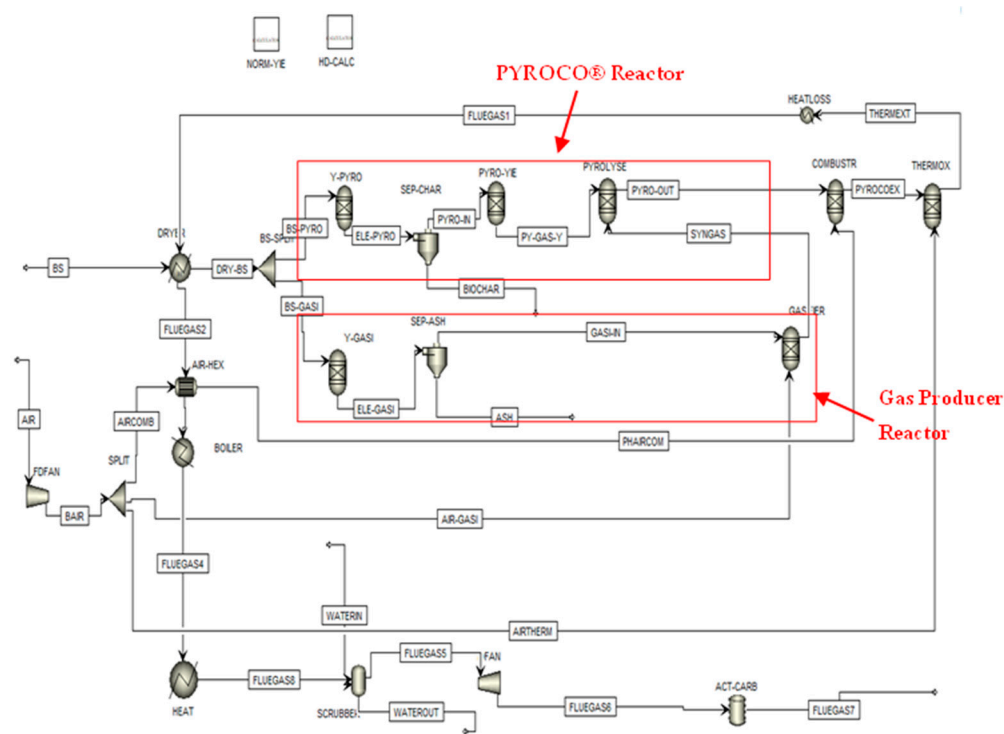 NORM-YIE
HD-CALC
PYROCO® Reactor
HEATLOSS
FLUEGAS1
THERMEXT
Y-PYRO
SEP-CHAR
PYRO-YIE
PYROLYSE
COMBUSTR
THERMOX
PYRO-IN
PYRO-OUT
PYROCOEX
BS-PYRO
ELE-PYRO
PY-GAS-Y
SYNGAS
DRYER
BS-SPLIT
BS
DRY-BS
BIOCHAR
BS-GASI
FLUEGAS2
Y-GASI
SEP-ASH
GASI-IN
AIR-HEX
ELE-GASI
ASH
Gas Producer
Reactor
AIR
AIRCOMB
BOILER
PHAIRCOM
FDFAN
SPLIT
BAIR
AIR-GASI
FLUEGAS4
WATERIN
AIRTHERM
FLUEGAS5
FAN
HEAT
FLUEGAS8
SCRUBBER
WATEROUT
FLUEGAS6
ACT-CARB
FLUEGAS7